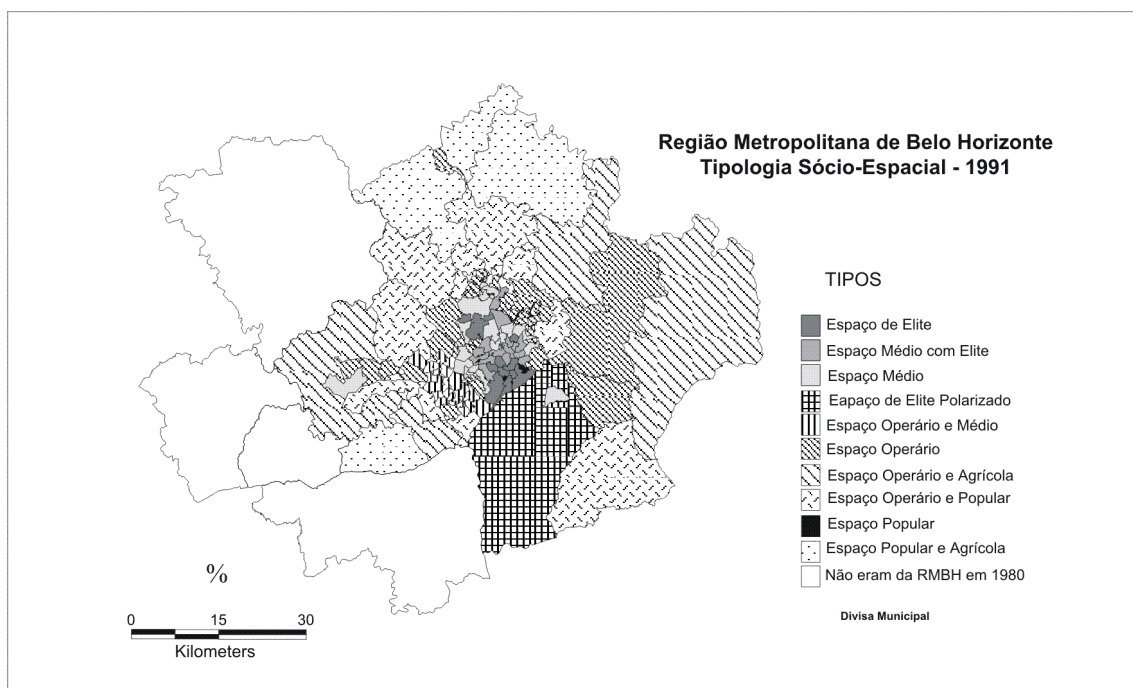 Região Metropolitana de Belo Horizonte
Tipologia Sócio-Espacial - 1991
TIPOS
Espaço de Elite
Espaço Médio com Elite
Espaço Médio
Eapaço de Elite Polarizado
Espaço Operário e Médio
Espaço Operário
Espaço Operário e Agrícola
Espaço Operário e Popular
Espaço Popular
Espaço Popular e Agrícola
Não eram da RMBH em 1980
%
0 15 30
Kilometers
Divisa Municipal